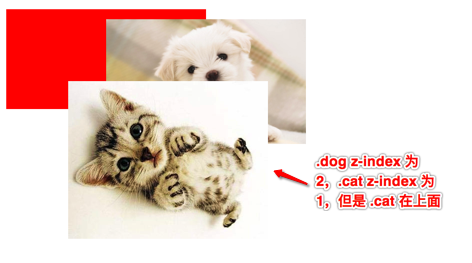 .dog z-index 为
2，.cat z-index 为
1，但是 .cat 在上面